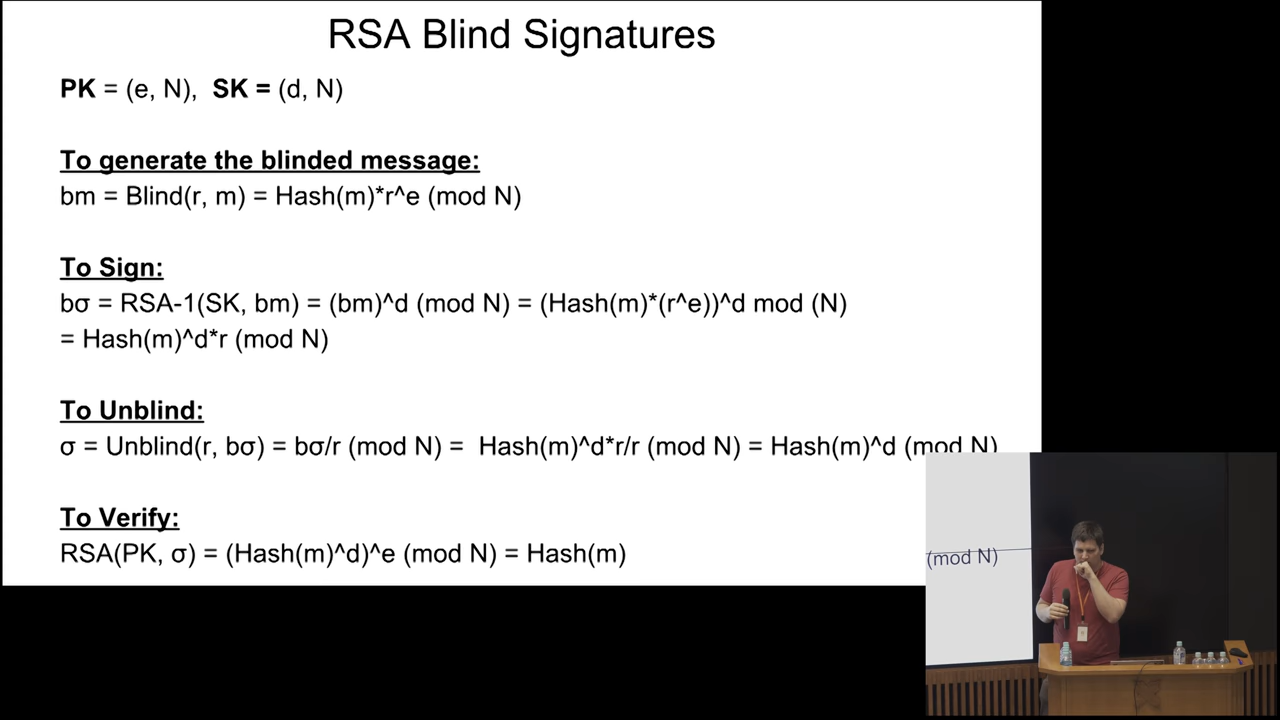 RSA Blind Signatures
PK = (e, N), SK = (d, N)
To generate the blinded message:
bm = Blind(r, m) = Hash(m)*r^e (mod N)
To Sign:
bσ = RSA-1(SK, bm) = (bm)^d (mod N) = (Hash(m)*(r^e))^d mod (N)
= Hash(m)^d*r (mod N)
To Unblind:
σ = Unblind(r, bσ) = bσ/r (mod N) = Hash(m)^d*r/r (mod N) = Hash(m)^d (mod N)
To Verify:
RSA(PK, σ) = (Hash(m)^d)^e (mod N) = Hash(m)
(mod N)